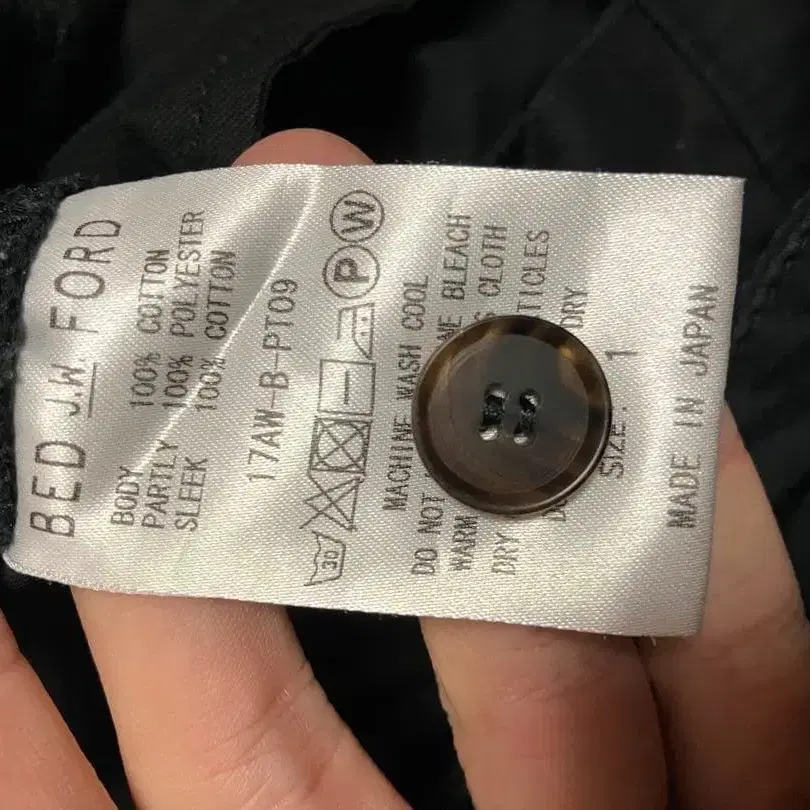 BED J.W. FORD
BODY 100% COTTON
PARTLY 100% POLYESTER
SLEEK 100% COTTON
17AW-B-PT09
30 P W
MACHINE WASH COOL
DO NOT BLEACH
WARM CLOTH
DRY
DRY
SIZE. 1
MADE IN JAPAN